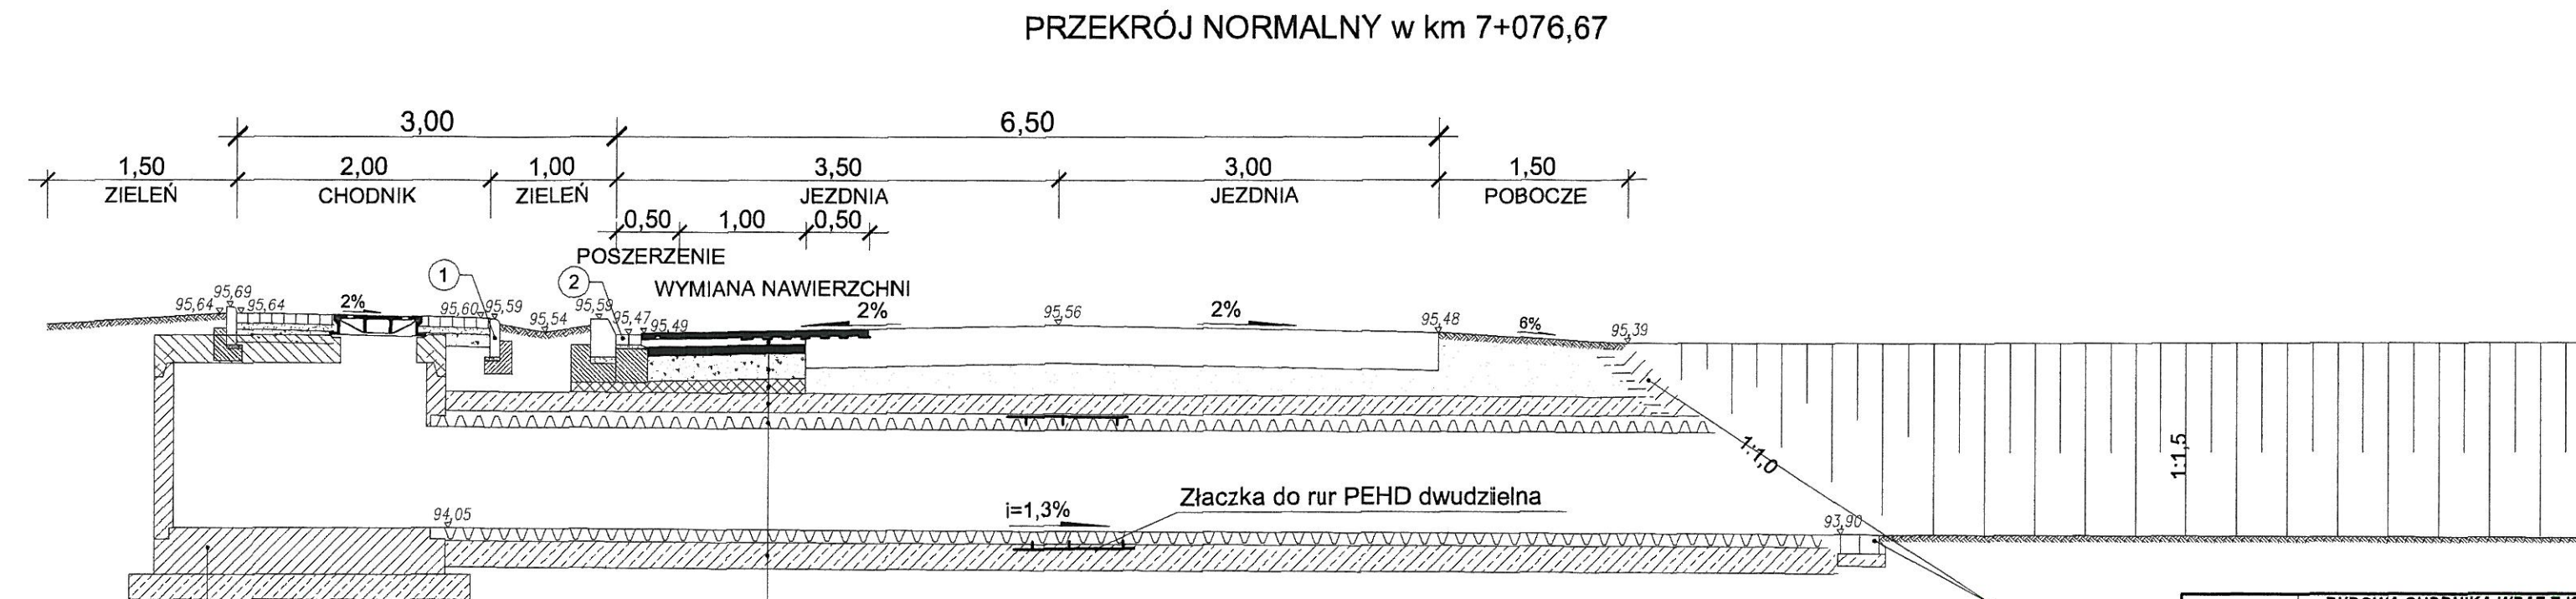 PRZEKRÓJ NORMALNY w km 7+076,67
3,00 6,50
1,50 2,00 1,00 3,50 3,00 1,50
ZIELEŃ CHODNIK ZIELEŃ JEZDNIA JEZDNIA POBOCZE
0,50 1,00 0,50
POSZERZENIE
1 2 WYMIANA NAWIERZCHNI
95,64 95,69 95,64 2% 95,60 95,59 95,54 95,59 95,47 95,49 2% 95,56 2% 95,48 6% 95,39
1:1,0
1:1,5
Złaczka do rur PEHD dwudziielna
94,05 i=1,3% 93,90